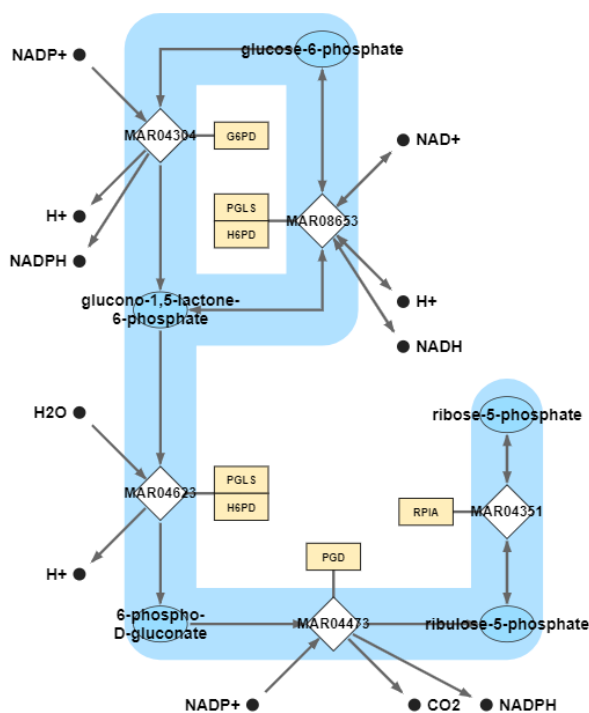 glucose-6-phosphate
NADP+
MAR04304
G6PD
NAD+
PGLS
H6PD
MAR08653
H+
NADPH
glucono-1,5-lactone-
6-phosphate
H+
NADH
H2O
ribose-5-phosphate
MAR04623
PGLS
H6PD
RPIA
MAR04351
H+
PGD
6-phospho-
D-gluconate
MAR04473
ribulose-5-phosphate
NADP+
CO2
NADPH